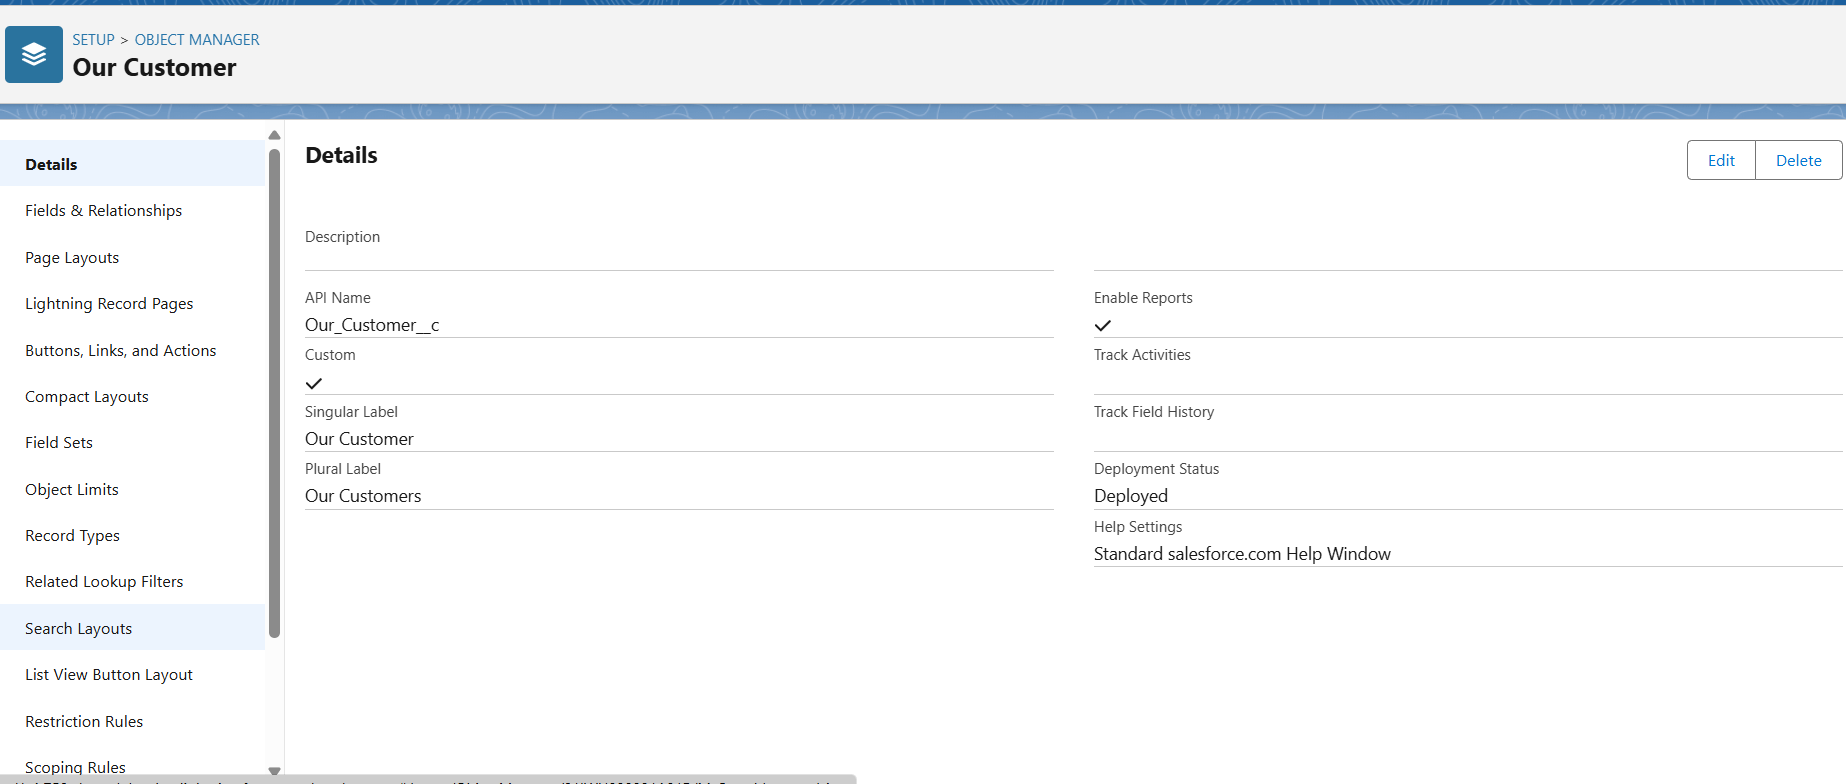 SETUP > OBJECT MANAGER
Our Customer
Details
Fields & Relationships
Page Layouts
Lightning Record Pages
Buttons, Links, and Actions
Compact Layouts
Field Sets
Object Limits
Record Types
Related Lookup Filters
Search Layouts
List View Button Layout
Restriction Rules
Scoping Rules
Details
Edit
Delete
Description
API Name
Our_Customer__c
Custom
Singular Label
Our Customer
Plural Label
Our Customers
Enable Reports
Track Activities
Track Field History
Deployment Status
Deployed
Help Settings
Standard salesforce.com Help Window